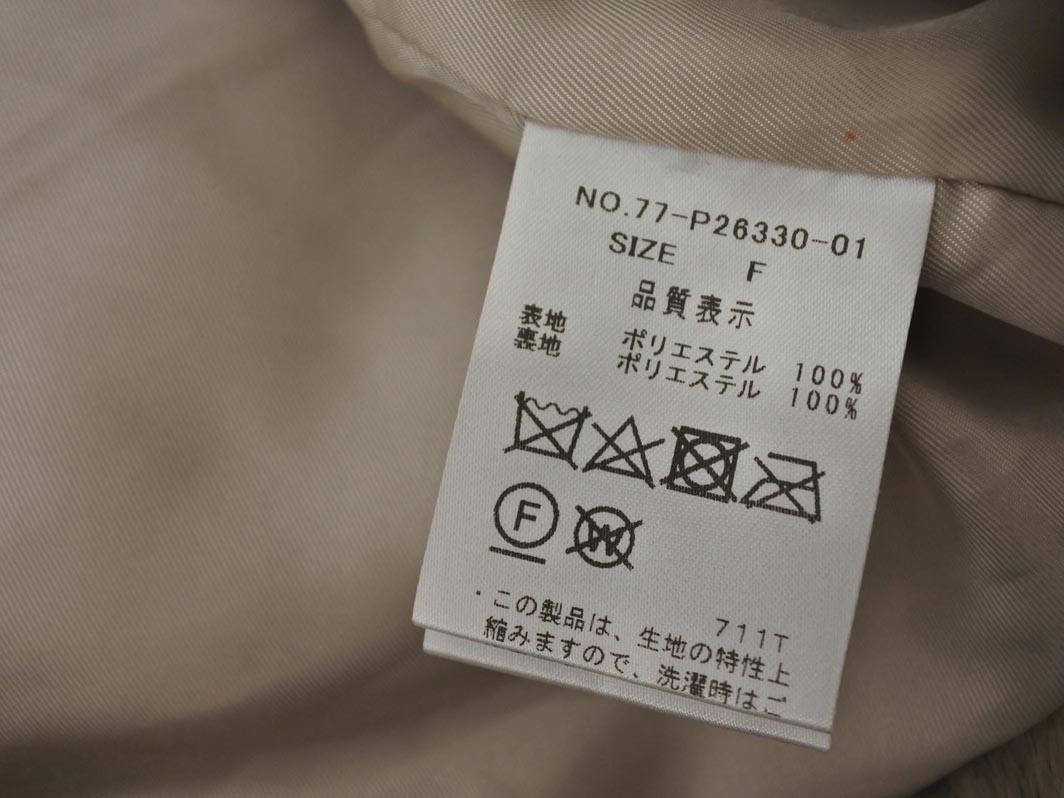 NO.77-P26330-01
SIZE F
品質表示
表地 ポリエステル 100%
裏地 ポリエステル 100%
F W
711T
・この製品は、生地の特性上
縮みますので、洗濯時はご